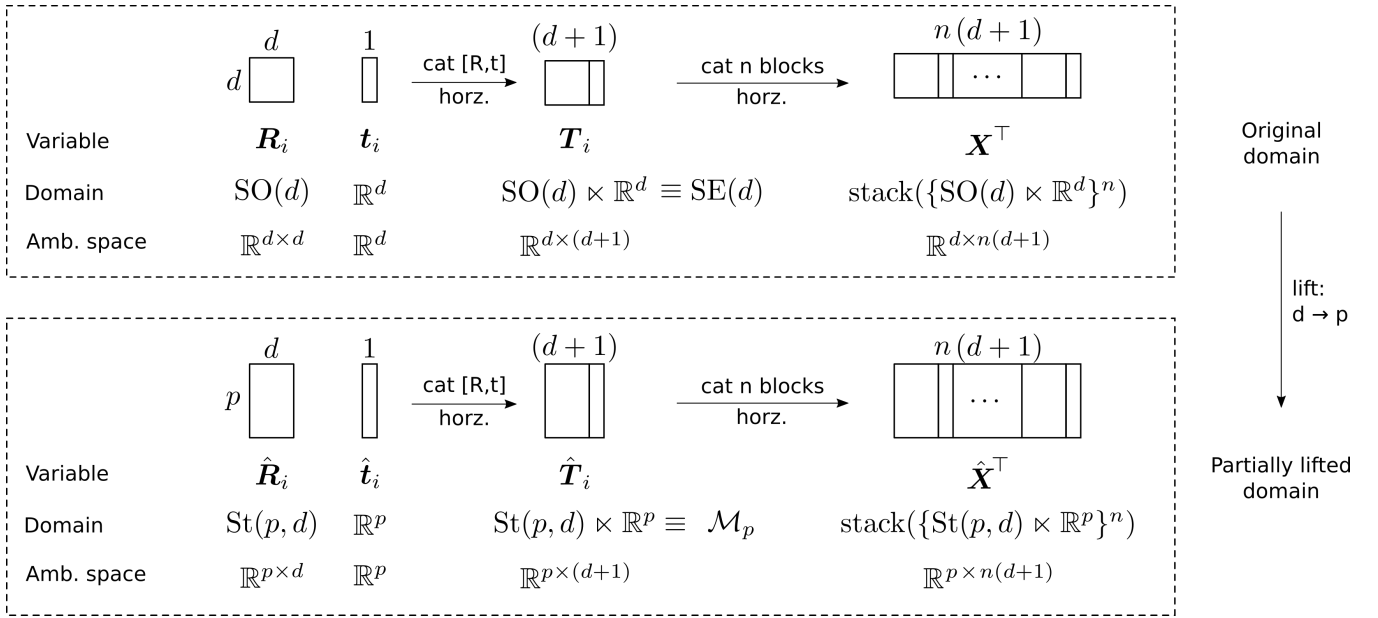 d 1 (d + 1) n (d + 1)
d cat [R,t] cat n blocks ···
horz. horz.
Variable R_i t_i T_i X^⊤
Domain SO(d) ℝ^d SO(d) ⋉ ℝ^d ≡ SE(d) stack({SO(d) ⋉ ℝ^d}^n)
Amb. space ℝ^{d×d} ℝ^d ℝ^{d×(d+1)} ℝ^{d×n(d+1)}
Original
domain
lift:
d → p
d 1 (d + 1) n (d + 1)
p cat [R,t] cat n blocks ···
horz. horz.
Variable R̂_i t̂_i T̂_i X̂^⊤
Domain St(p, d) ℝ^p St(p, d) ⋉ ℝ^p ≡ ℳ_p stack({St(p, d) ⋉ ℝ^p}^n)
Amb. space ℝ^{p×d} ℝ^p ℝ^{p×(d+1)} ℝ^{p×n(d+1)}
Partially lifted
domain